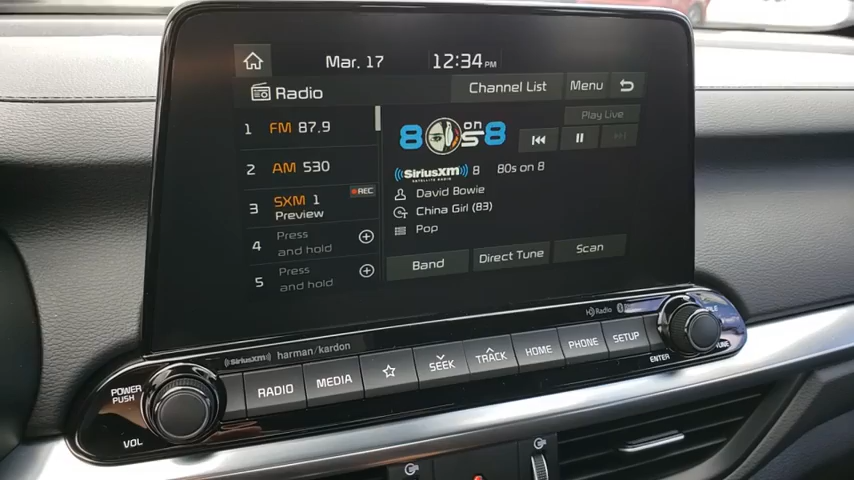 Mar. 17 12:34 PM
Radio Channel List Menu
1 FM 87.9
8 on s 8
Play Live
2 AM 530
SiriusXM 8 80s on 8
SATELLITE RADIO
3 SXM 1 REC
Preview
David Bowie
China Girl (83)
Pop
4 Press and hold
5 Press and hold
Band Direct Tune Scan
SiriusXM harman/kardon
HD Radio
POWER
PUSH
VOL
RADIO MEDIA SEEK TRACK HOME PHONE SETUP
ENTER
TUNE